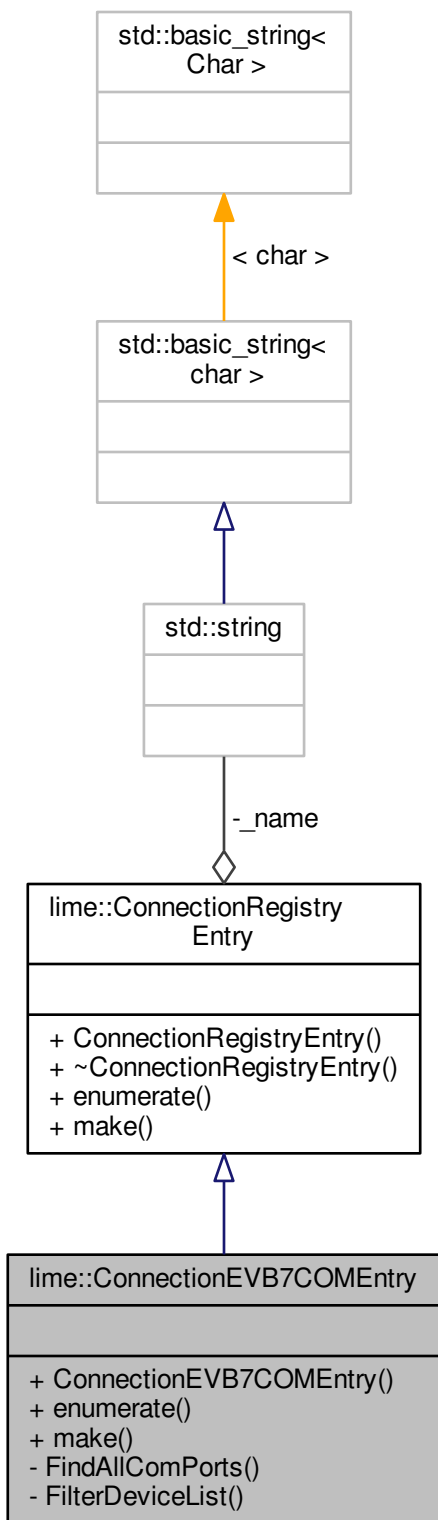 std::basic_string<
Char >
< char >
std::basic_string<
char >
std::string
-_name
lime::ConnectionRegistry
Entry
+ ConnectionRegistryEntry()
+ ~ConnectionRegistryEntry()
+ enumerate()
+ make()
lime::ConnectionEVB7COMEntry
+ ConnectionEVB7COMEntry()
+ enumerate()
+ make()
- FindAllComPorts()
- FilterDeviceList()